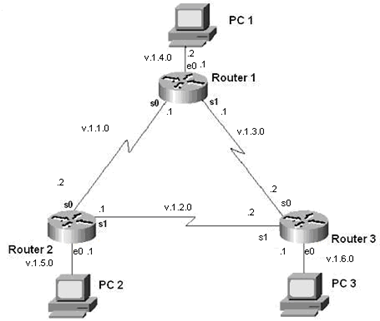 PC 1
.2
v.1.4.0
e0 .1
Router 1
s0
s1
.1
.1
v.1.1.0
v.1.3.0
.2
.2
s0
s0
.1
v.1.2.0
.2
s1
s1
Router 2
e0 .1
.1 e0
Router 3
v.1.5.0
v.1.6.0
PC 2
PC 3